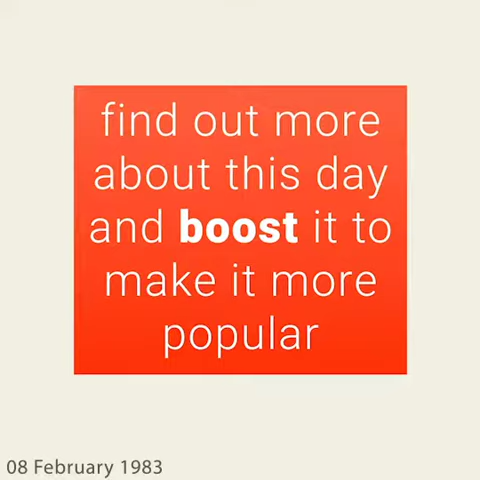 find out more
about this day
and boost it to
make it more
popular
08 February 1983